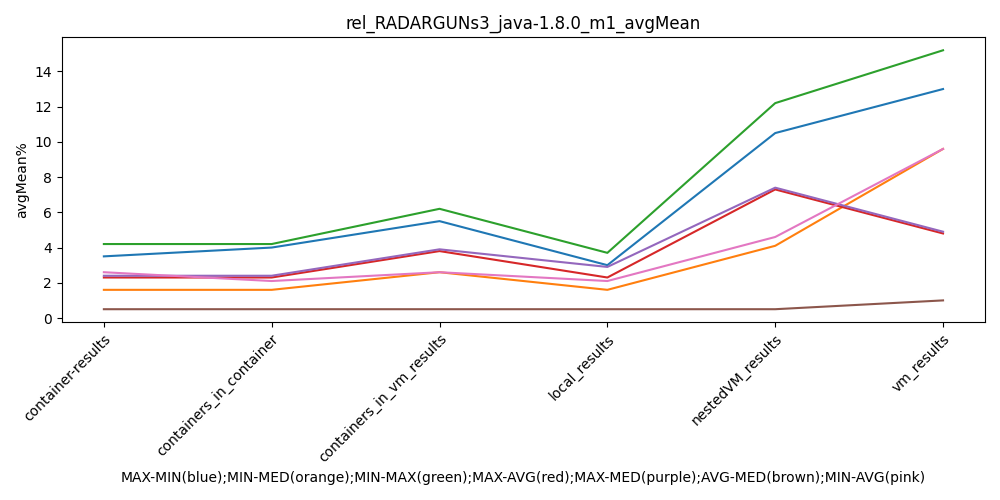 rel_RADARGUNs3_java-1.8.0_m1_avgMean
avgMean%
14
12
10
8
6
4
2
0
container-results
containers_in_container
containers_in_vm_results
local_results
nestedVM_results
vm_results
MAX-MIN(blue);MIN-MED(orange);MIN-MAX(green);MAX-AVG(red);MAX-MED(purple);AVG-MED(brown);MIN-AVG(pink)